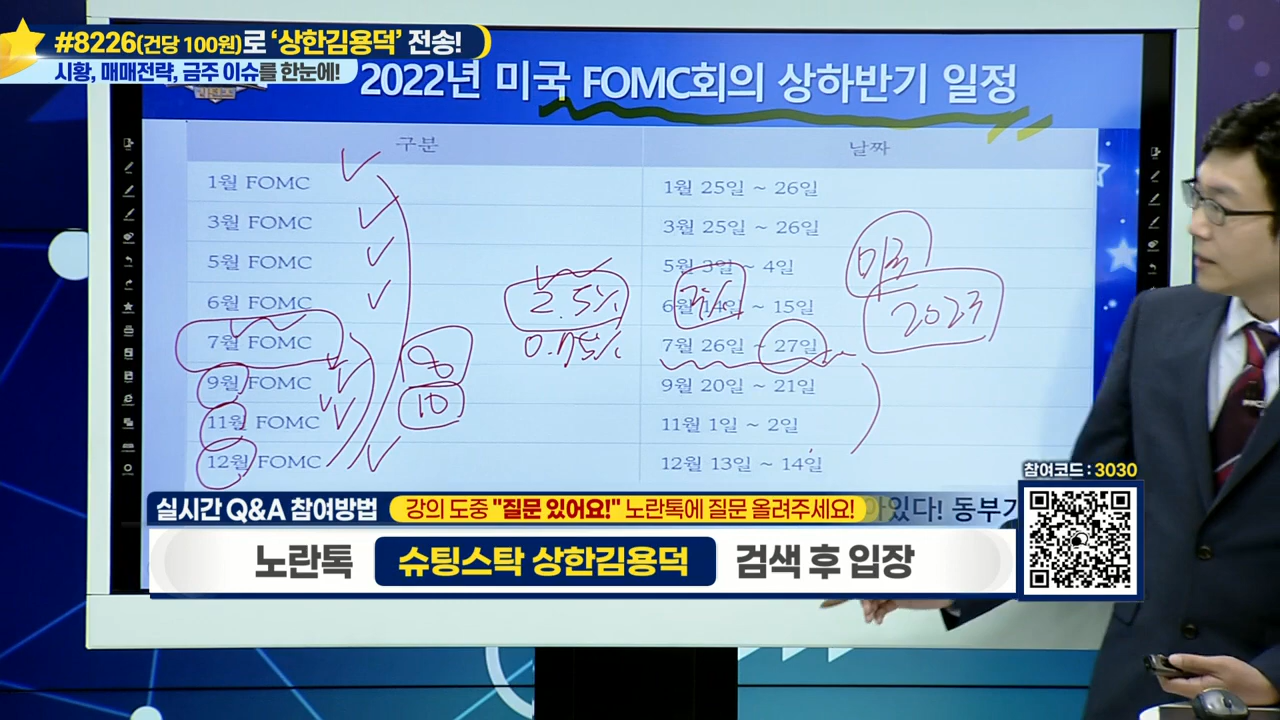 #8226(건당 100원)로 '상한김용덕' 전송!
시황, 매매전략, 금주 이슈를 한눈에!
2022년 미국 FOMC회의 상하반기 일정
구분 날짜
1월 FOMC 1월 25일 ~ 26일
3월 FOMC 3월 25일 ~ 26일
5월 FOMC 5월 3일 ~ 4일
6월 FOMC 6월 14일 ~ 15일
7월 FOMC 7월 26일 ~ 27일
9월 FOMC 9월 20일 ~ 21일
11월 FOMC 11월 1일 ~ 2일
12월 FOMC 12월 13일 ~ 14일
2.5%
0.75%
2023
8
10
참여코드 : 3030
실시간 Q&A 참여방법 강의 도중 "질문 있어요!" 노란톡에 질문 올려주세요!
아있다! 동부기
노란톡 슈팅스탁 상한김용덕 검색 후 입장